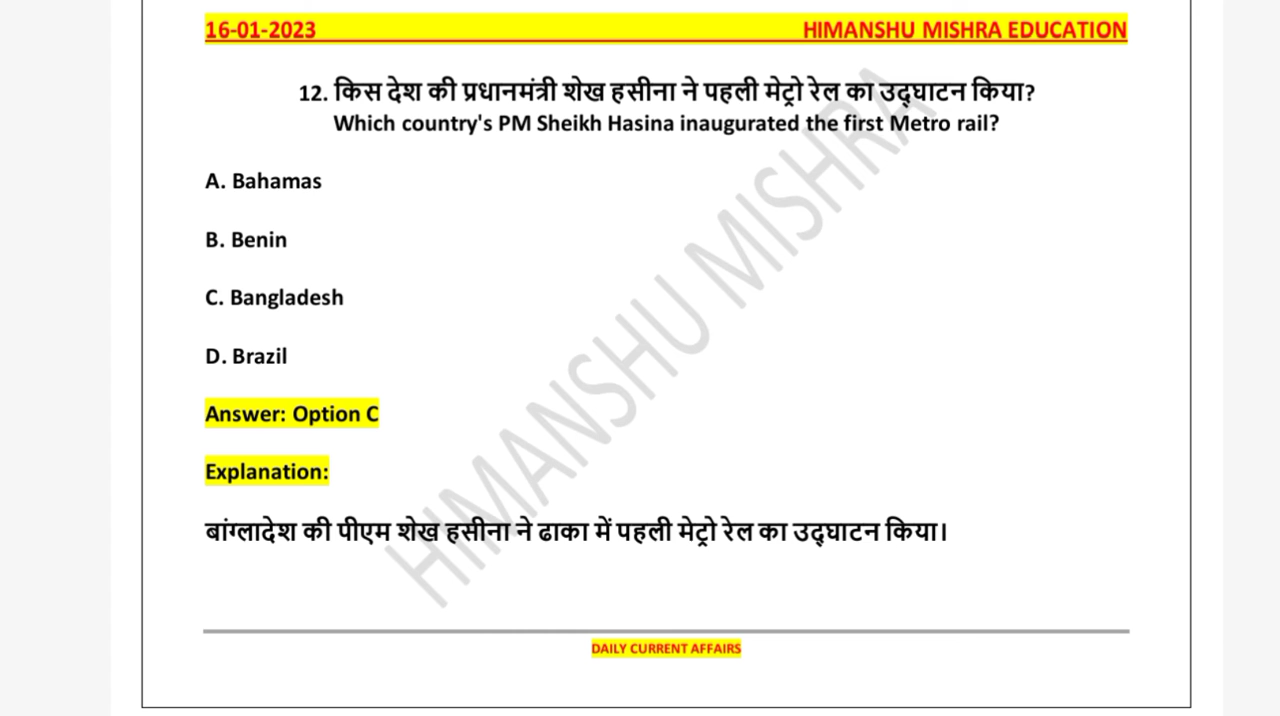 16-01-2023 HIMANSHU MISHRA EDUCATION
12. किस देश की प्रधानमंत्री शेख हसीना ने पहली मेट्रो रेल का उद्घाटन किया?
Which country's PM Sheikh Hasina inaugurated the first Metro rail?
A. Bahamas
B. Benin
C. Bangladesh
D. Brazil
Answer: Option C
Explanation:
बांग्लादेश की पीएम शेख हसीना ने ढाका में पहली मेट्रो रेल का उद्घाटन किया।
HIMANSHU MISHRA
DAILY CURRENT AFFAIRS